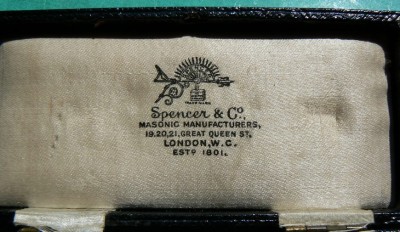 TRADE MARK
Spencer & Co.,
MASONIC MANUFACTURERS,
19.20,21,GREAT QUEEN ST,
LONDON,W.C.
ESTD 1801.